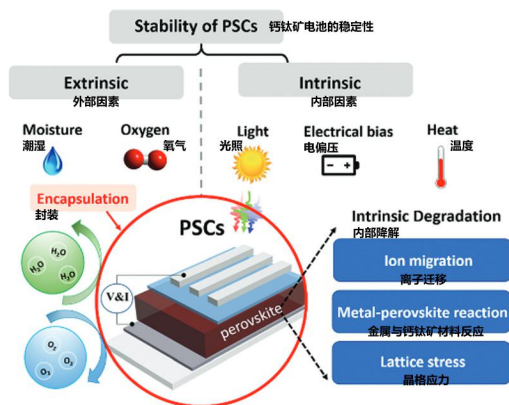 Stability of PSCs 钙钛矿电池的稳定性
Extrinsic
外部因素
Intrinsic
内部因素
Moisture
潮湿
Oxygen
氧气
Light
光照
Electrical bias
电偏压
Heat
温度
Encapsulation
封装
PSCs
Intrinsic Degradation
内部降解
H₂O
H₂O
H₂O
V&I
perovskite
Ion migration
离子迁移
Metal-perovskite reaction
金属与钙钛矿材料反应
O₂
O₂
O₂
Lattice stress
晶格应力